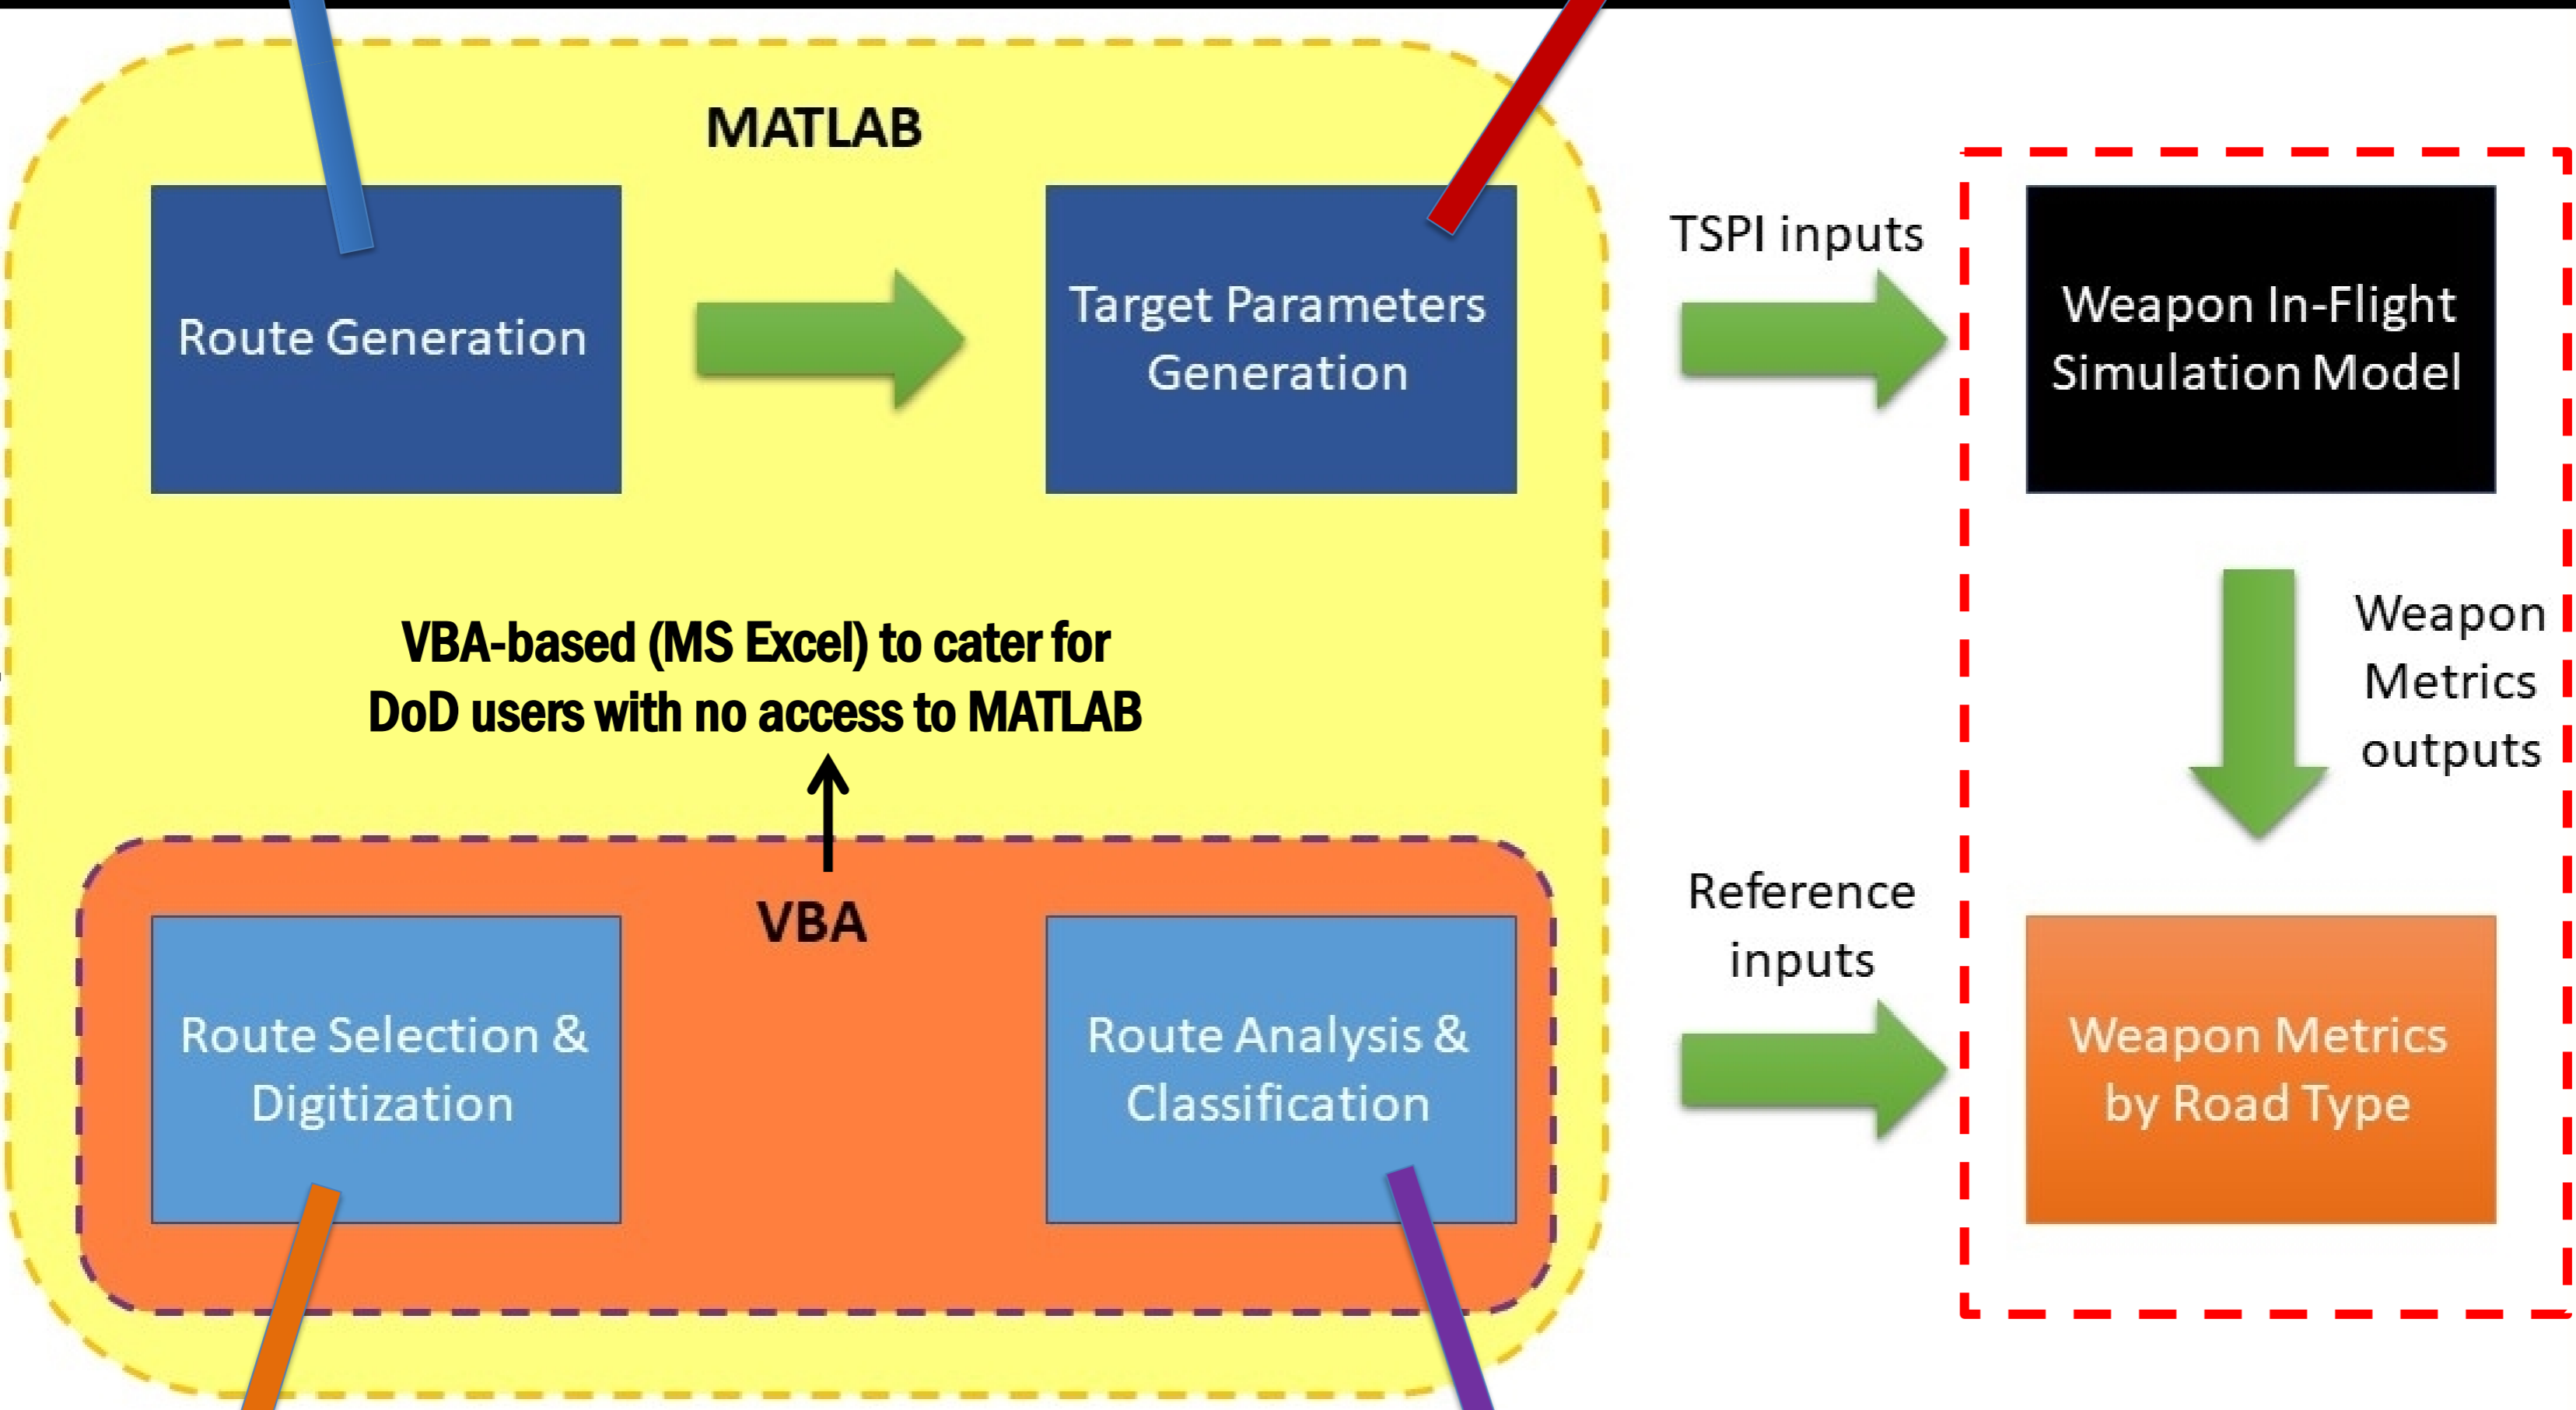 MATLAB
Route Generation
Target Parameters
Generation
TSPI inputs
Weapon In-Flight
Simulation Model
VBA-based (MS Excel) to cater for
DoD users with no access to MATLAB
Weapon
Metrics
outputs
VBA
Route Selection &
Digitization
Route Analysis &
Classification
Reference
inputs
Weapon Metrics
by Road Type